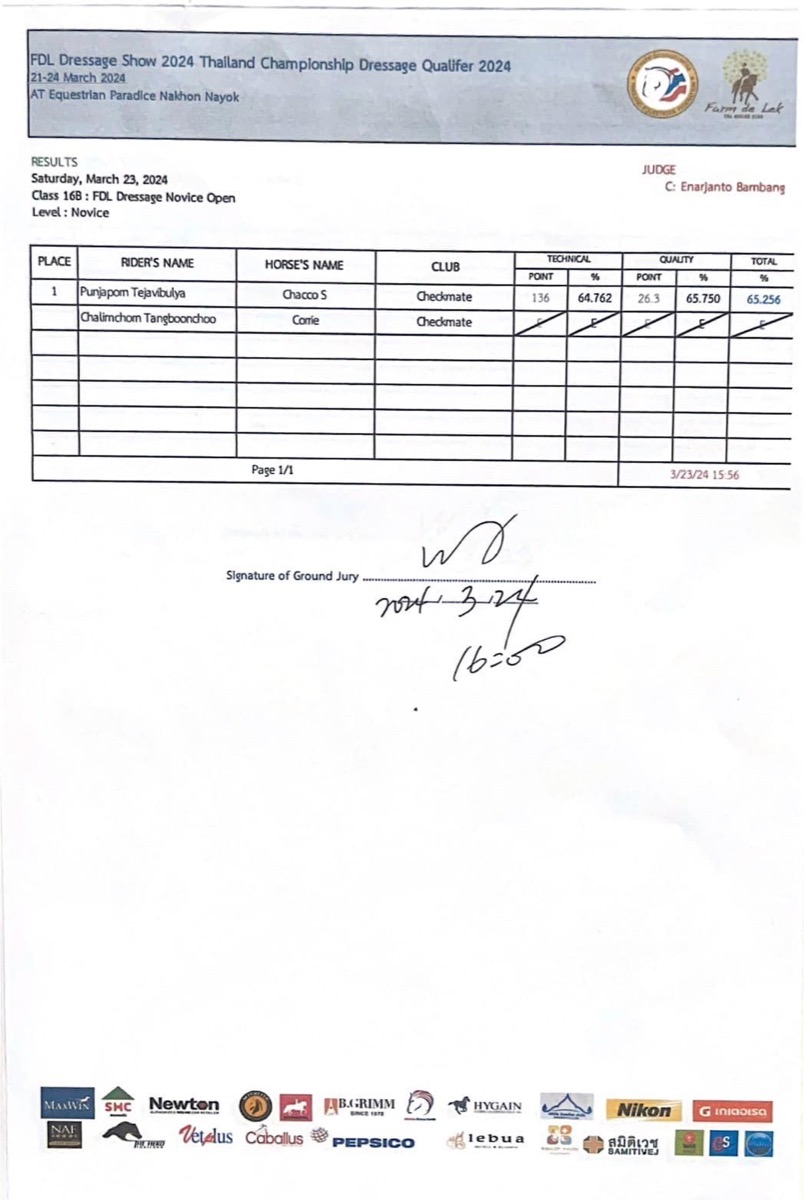 FDL Dressage Show 2024 Thailand Championship Dressage Qualifer 2024
21-24 March 2024
AT Equestrian Paradice Nakhon Nayok
Farm de Lek
RESULTS
Saturday, March 23, 2024
Class 16B : FDL Dressage Novice Open
Level : Novice
JUDGE
C: Enarjanto Bambang
PLACE RIDER'S NAME HORSE'S NAME CLUB TECHNICAL QUALITY TOTAL
POINT % POINT % %
1 Punjaporn Tejavibulya Chacco S Checkmate 136 64.762 26.3 65.750 65.256
Chalimchom Tangboonchoo Corrie Checkmate E E E E E
Page 1/1 3/23/24 15:56
Signature of Ground Jury
2024.3.24
16:00
MAXWIN SHC Newton B.GRIMM SINCE 1878 HYGAIN Nikon
NAF Vetplus Caballus PEPSICO lebua สมิติเวช SAMITIVEJ